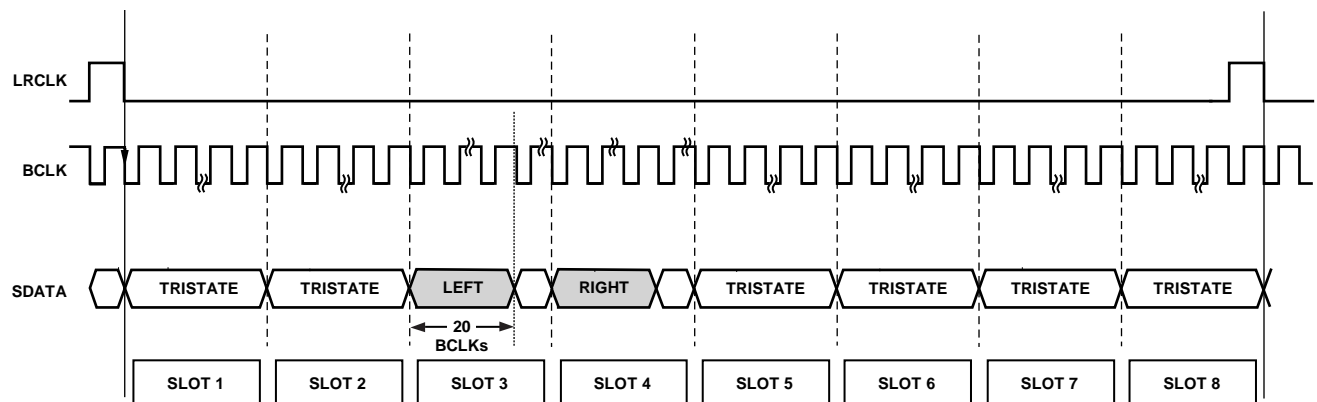 LRCLK
BCLK
SDATA
TRISTATE TRISTATE LEFT RIGHT TRISTATE TRISTATE TRISTATE TRISTATE
20
BCLKs
SLOT 1 SLOT 2 SLOT 3 SLOT 4 SLOT 5 SLOT 6 SLOT 7 SLOT 8